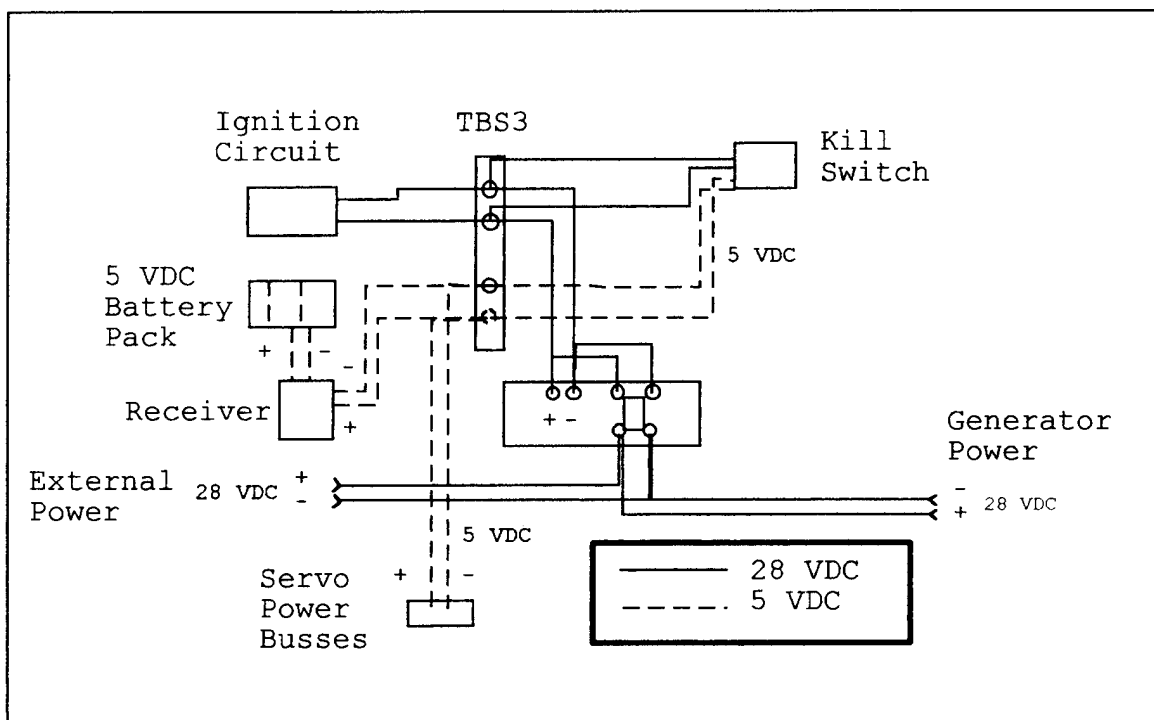 Ignition
Circuit
TBS3
Kill
Switch
5 VDC
5 VDC
Battery
Pack
+ -
-
Receiver
+
+ -
Generator
Power
External
Power
28 VDC
+
-
-
+
28 VDC
5 VDC
+ -
Servo
Power
Busses
28 VDC
5 VDC